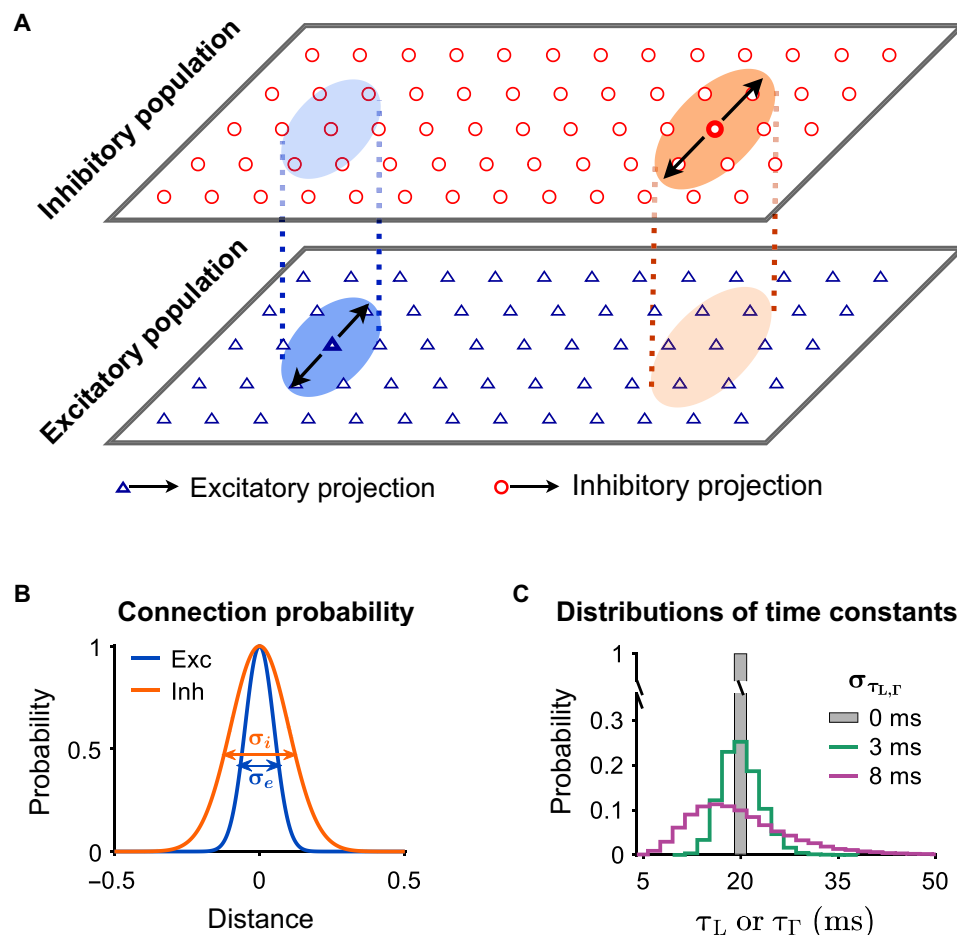 A
Inhibitory population
Excitatory population
Excitatory projection
Inhibitory projection
B
Connection probability
Probability
1
0.5
0
Exc
Inh
σᵢ
σₑ
−0.5
0
0.5
Distance
C
Distributions of time constants
Probability
1
0.3
0.2
0.1
0
σ_τL,Γ
0 ms
3 ms
8 ms
5
20
35
50
τL or τΓ (ms)